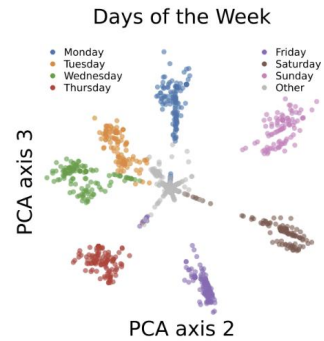 Days of the Week
Monday
Tuesday
Wednesday
Thursday
Friday
Saturday
Sunday
Other
PCA axis 3
PCA axis 2